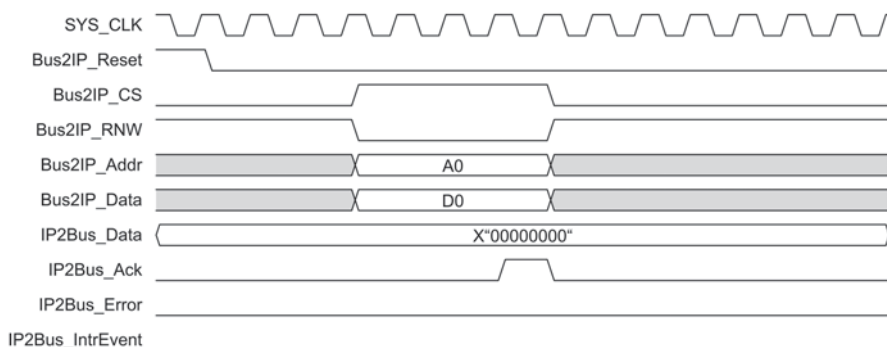 SYS_CLK
Bus2IP_Reset
Bus2IP_CS
Bus2IP_RNW
Bus2IP_Addr A0
Bus2IP_Data D0
IP2Bus_Data X“00000000“
IP2Bus_Ack
IP2Bus_Error
IP2Bus_IntrEvent